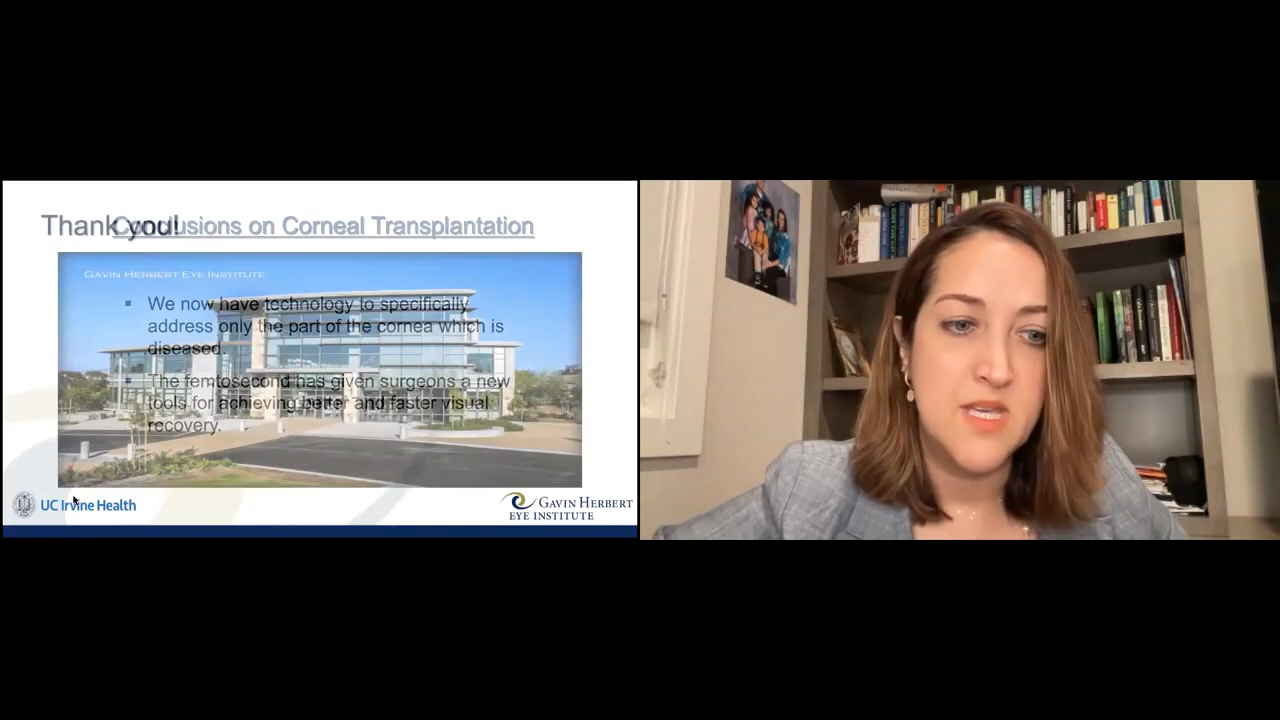 Thank you!
Conclusions on Corneal Transplantation
GAVIN HERBERT EYE INSTITUTE
We now have technology to specifically
address only the part of the cornea which is
diseased.
The femtosecond has given surgeons a new
tools for achieving better and faster visual
recovery.
UC Irvine Health
GAVIN HERBERT
EYE INSTITUTE